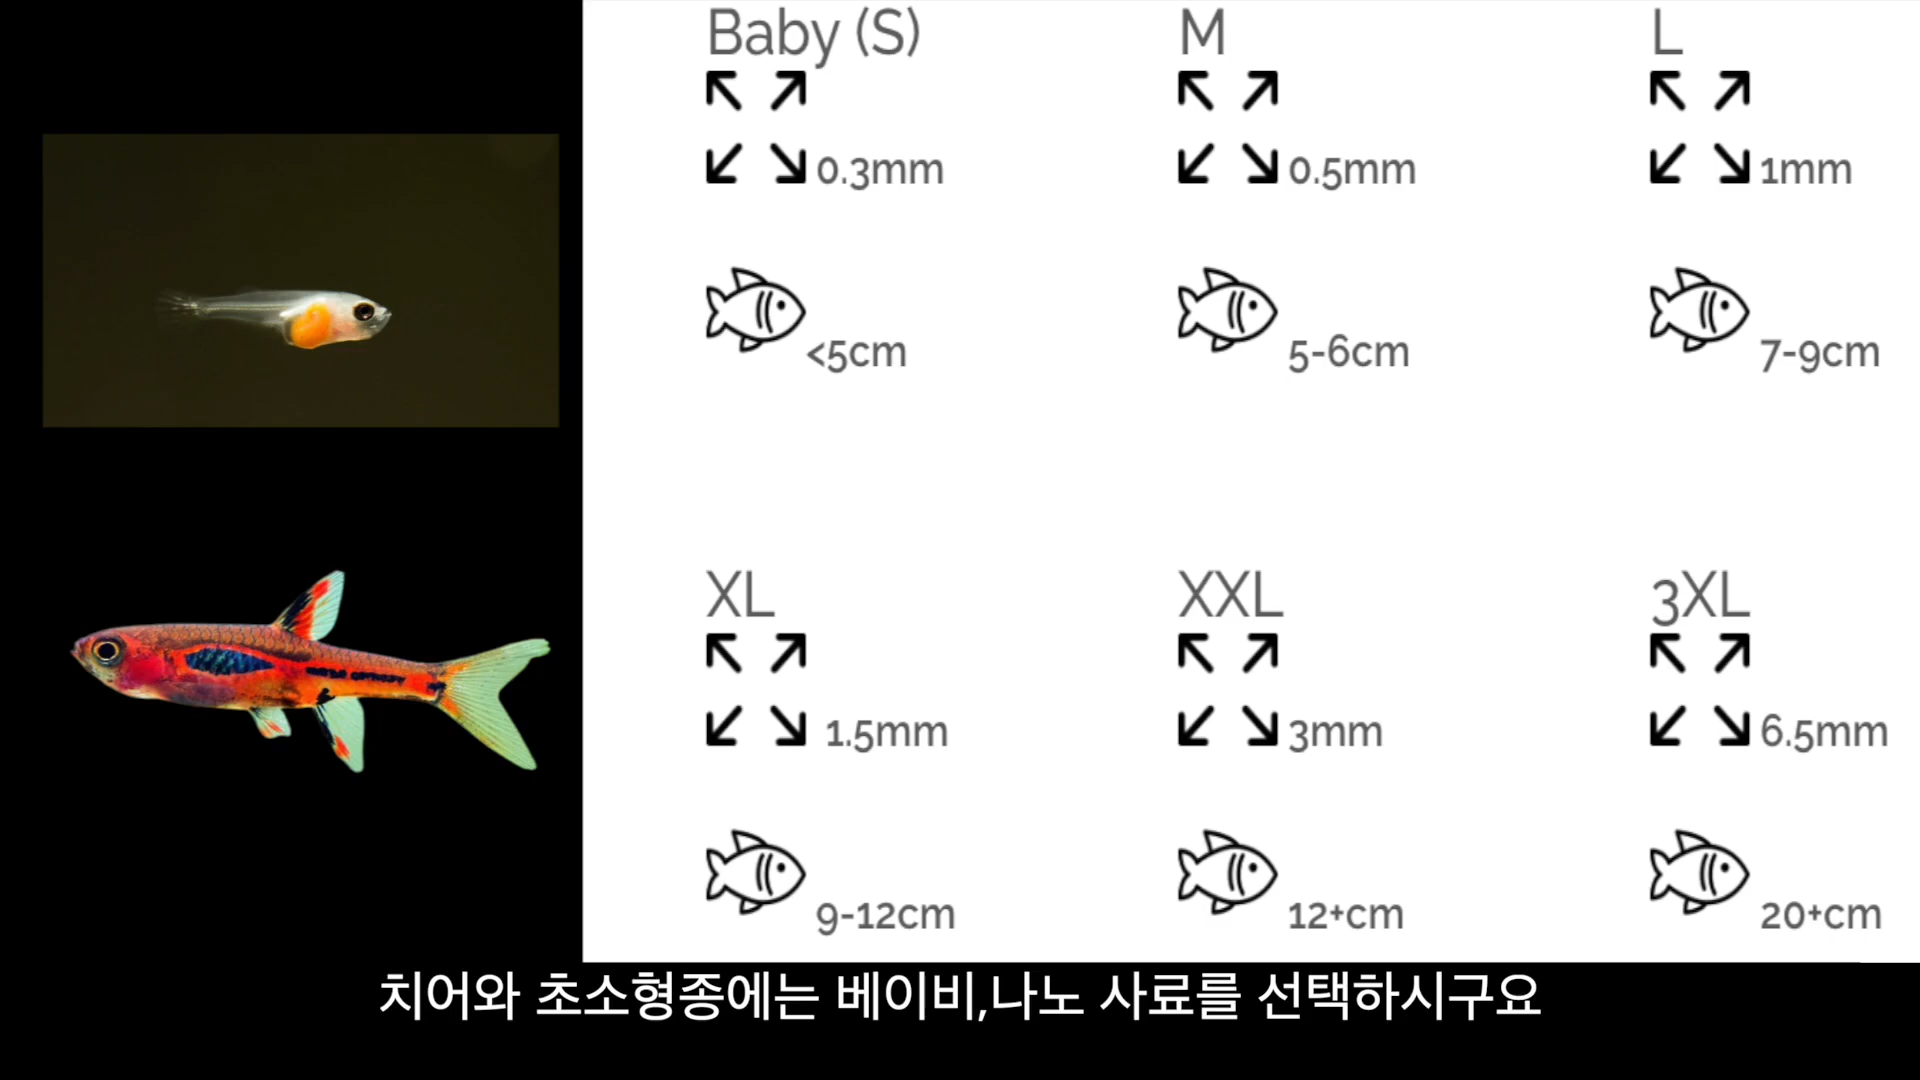 Baby (S) M L
0.3mm 0.5mm 1mm
<5cm 5-6cm 7-9cm
XL XXL 3XL
1.5mm 3mm 6.5mm
9-12cm 12+cm 20+cm
치어와 초소형종에는 베이비,나노 사료를 선택하시구요